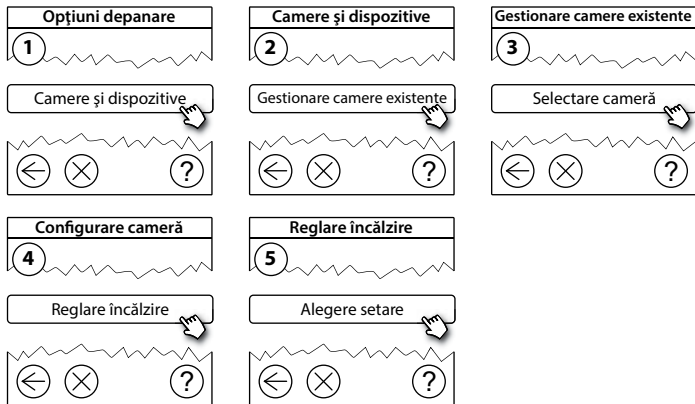 Opțiuni depanare
1
Camere și dispozitive
?
Camere și dispozitive
2
Gestionare camere existente
?
Gestionare camere existente
3
Selectare cameră
?
Configurare cameră
4
Reglare încălzire
?
Reglare încălzire
5
Alegere setare
?